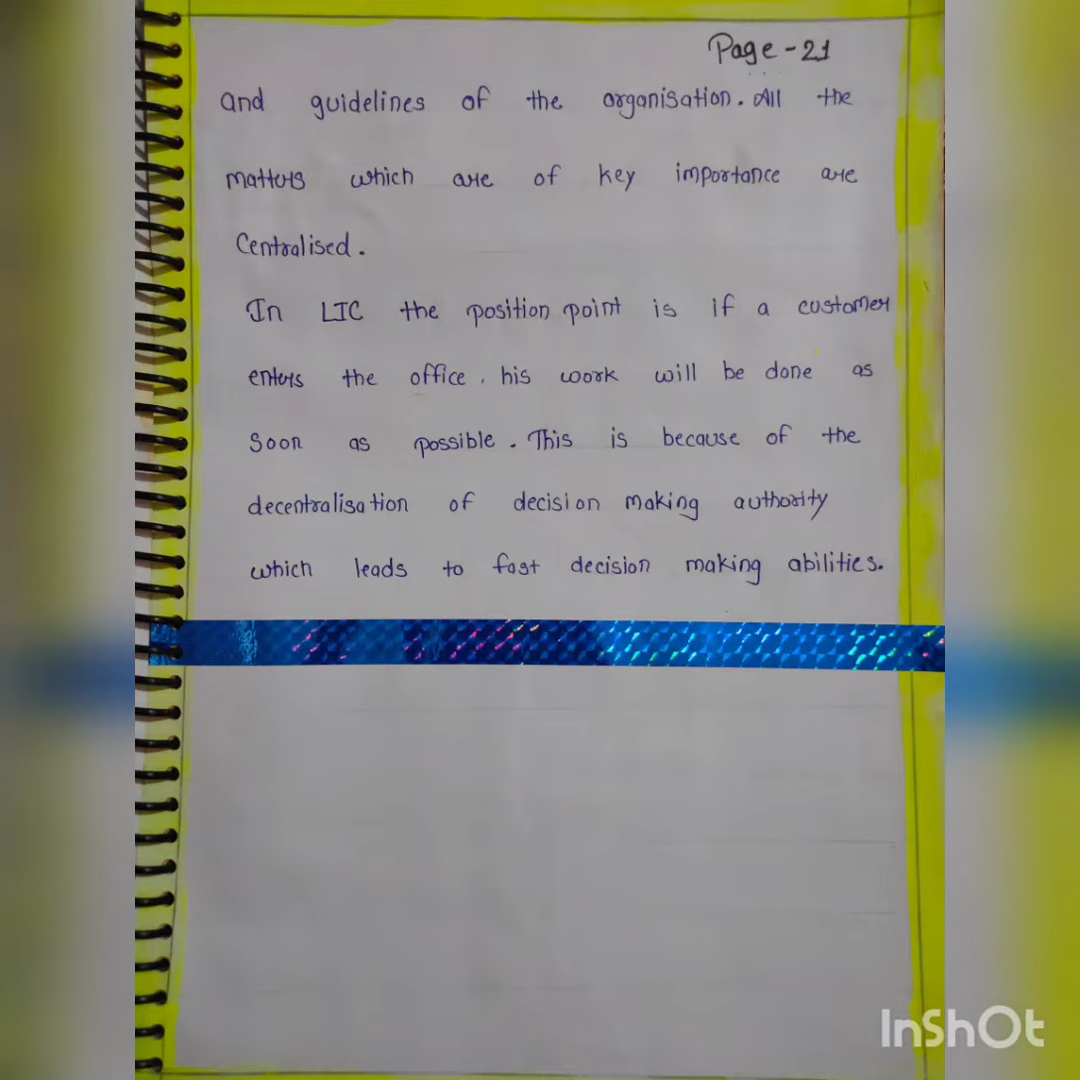 Page - 21
and guidelines of the organisation. All the
matters which are of key importance are
Centralised.
In LIC the position point is if a customer
enters the office, his work will be done as
Soon as possible. This is because of the
decentralisation of decision making authority
which leads to fast decision making abilities.
InShOt